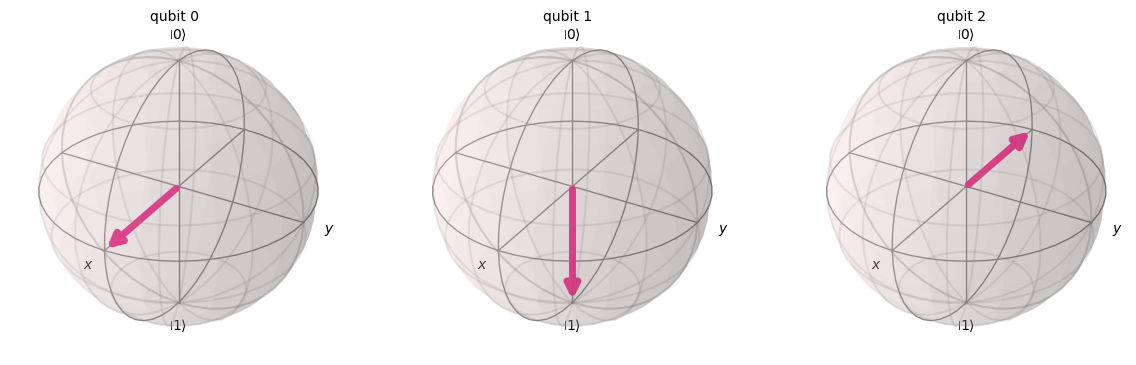 qubit 0
|0⟩
x
y
|1⟩
qubit 1
|0⟩
x
y
|1⟩
qubit 2
|0⟩
x
y
|1⟩